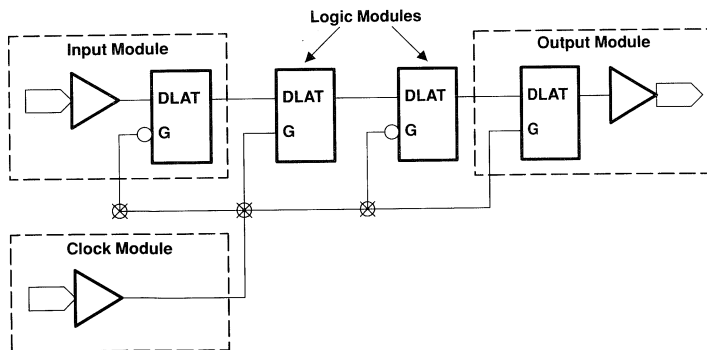 Logic Modules
Input Module
Output Module
DLAT
G
DLAT
G
DLAT
G
DLAT
G
Clock Module